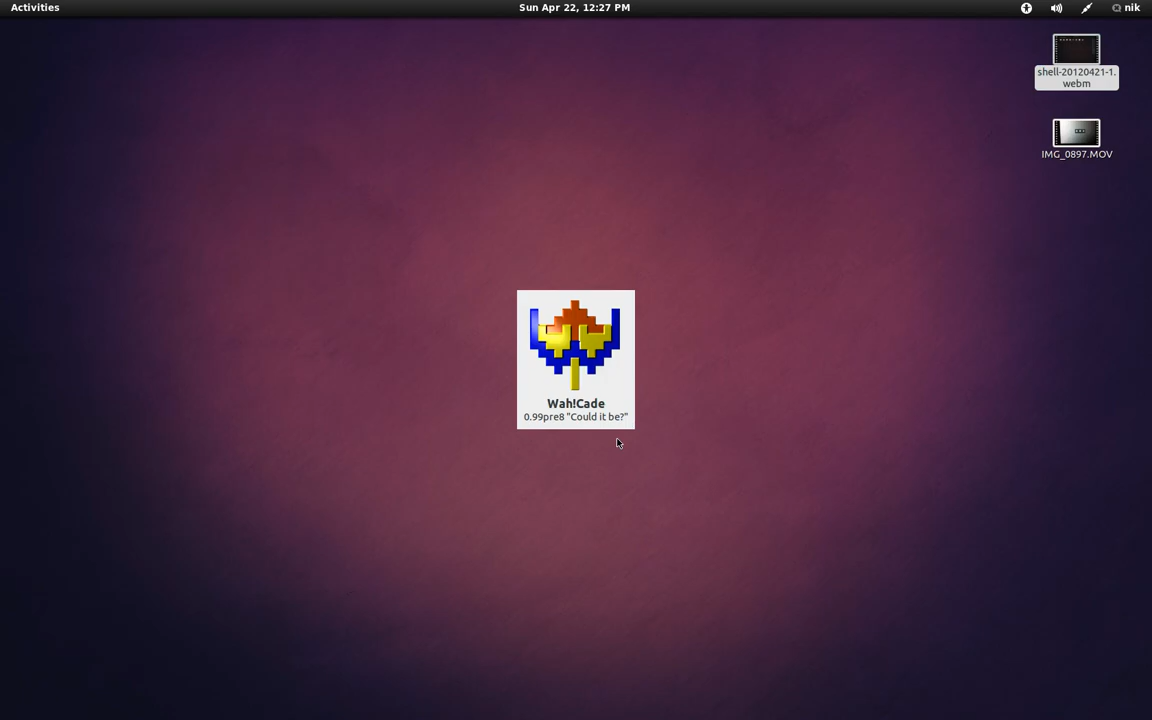 Activities
Sun Apr 22, 12:27 PM
nik
shell-20120421-1.
webm
IMG_0897.MOV
Wah!Cade
0.99pre8 "Could it be?"